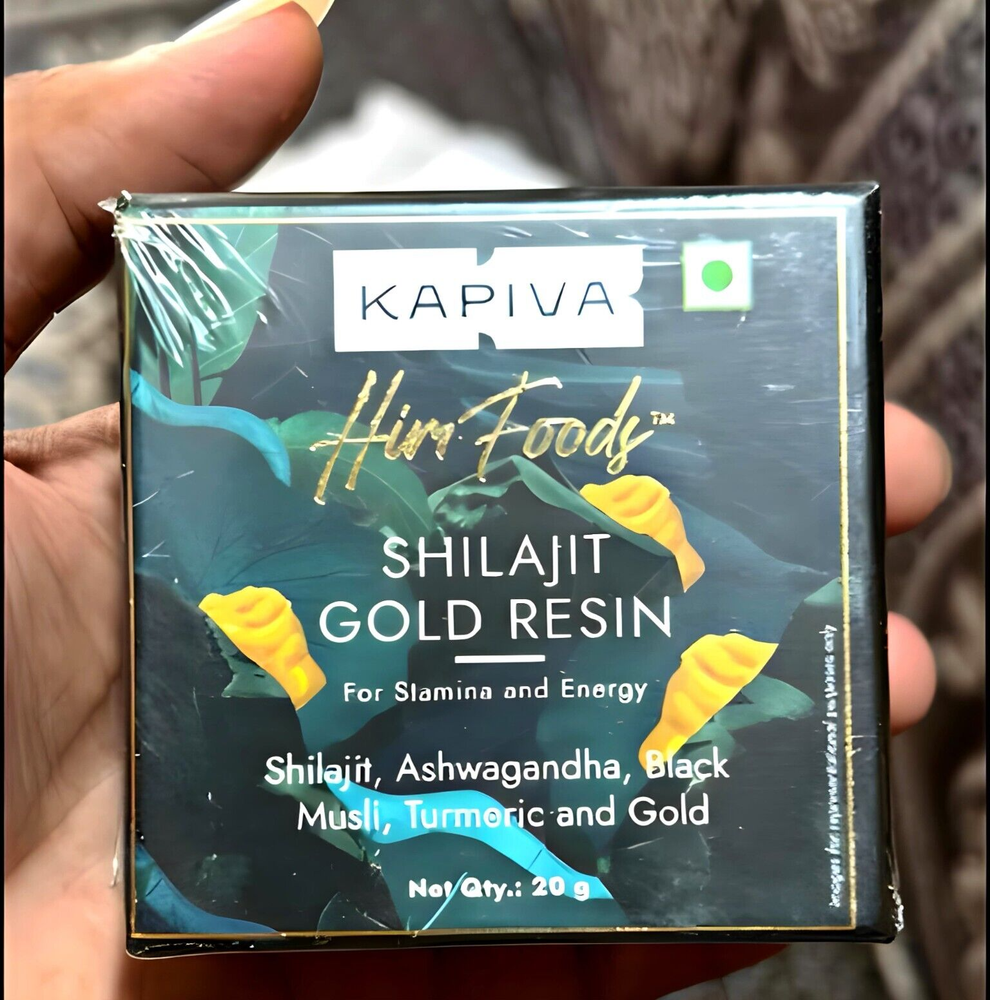 KAPIVA
Him Foods™
SHILAJIT
GOLD RESIN
For Slamina and Energy
Shilajit, Ashwagandha, Black
Musli, Turmeric and Gold
Net Qty.: 20 g